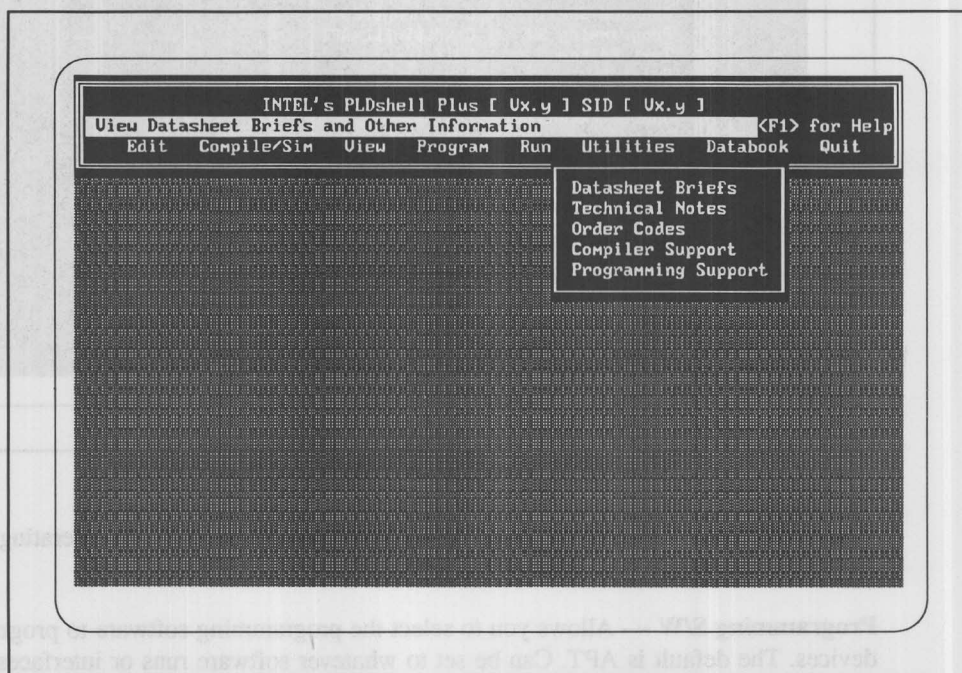 INTEL's PLDshell Plus [ Vx.y ] SID [ Vx.y ]
View Datasheet Briefs and Other Information <F1> for Help
Edit Compile/Sim View Program Run Utilities Databook Quit
Datasheet Briefs
Technical Notes
Order Codes
Compiler Support
Programming Support
Programming S/W — Allows you to select the programming software to
devices. The default is APT. Can be set to whatever software runs or interfaces